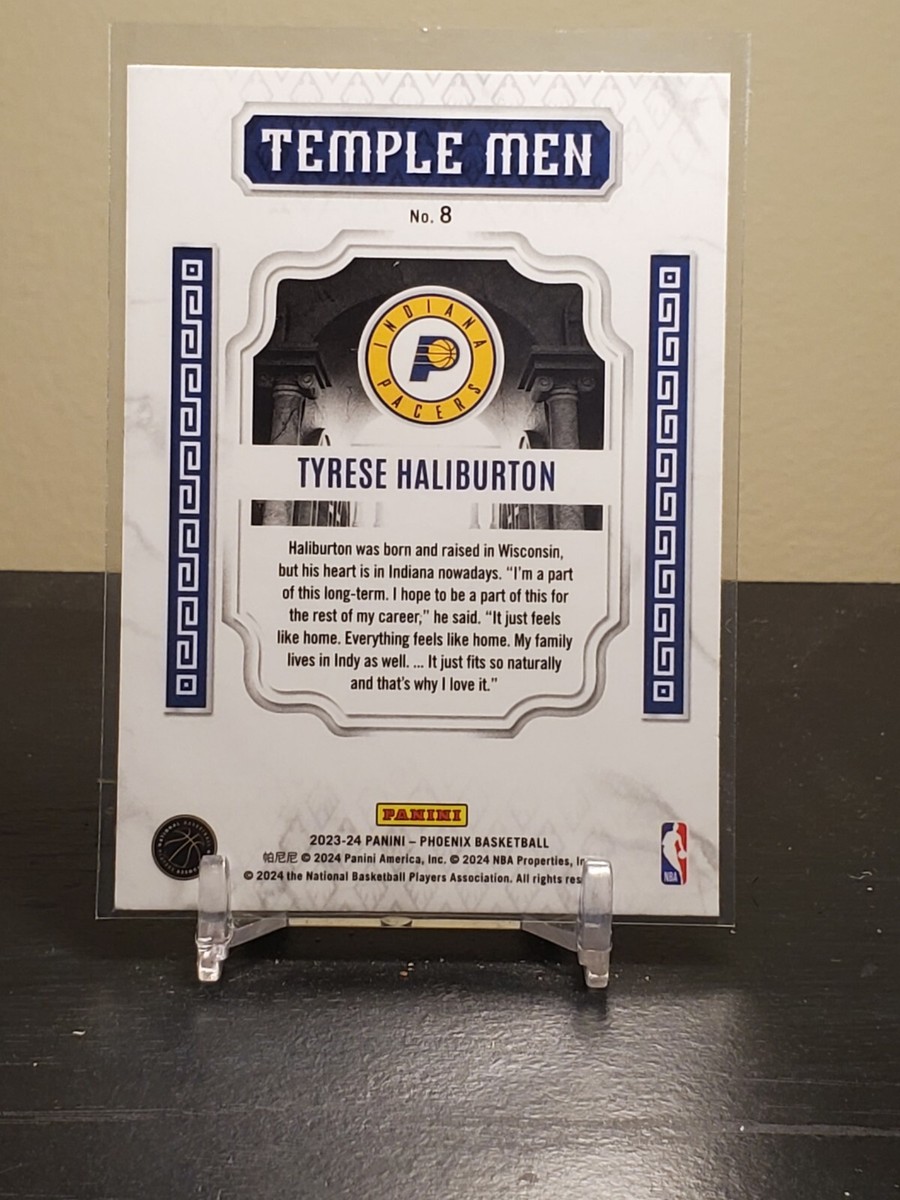 TEMPLE MEN
No. 8
INDIANA
PACERS
TYRESE HALIBURTON
Haliburton was born and raised in Wisconsin,
but his heart is in Indiana nowadays. “I'm a part
of this long-term. I hope to be a part of this for
the rest of my career,” he said. “It just feels
like home. Everything feels like home. My family
lives in Indy as well. ... It just fits so naturally
and that's why I love it.”
PANINI
2023-24 PANINI – PHOENIX BASKETBALL
帕尼尼 © 2024 Panini America, Inc. © 2024 NBA Properties,
© 2024 the National Basketball Players Association. All rights
NATIONAL BASKETBALL
NBA